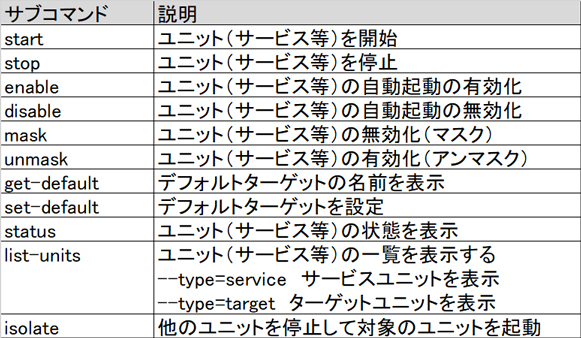 サブコマンド 説明
start ユニット（サービス等）を開始
stop ユニット（サービス等）を停止
enable ユニット（サービス等）の自動起動の有効化
disable ユニット（サービス等）の自動起動の無効化
mask ユニット（サービス等）の無効化（マスク）
unmask ユニット（サービス等）の有効化（アンマスク）
get-default デフォルトターゲットの名前を表示
set-default デフォルトターゲットを設定
status ユニット（サービス等）の状態を表示
list-units ユニット（サービス等）の一覧を表示する
--type=service サービスユニットを表示
--type=target ターゲットユニットを表示
isolate 他のユニットを停止して対象のユニットを起動